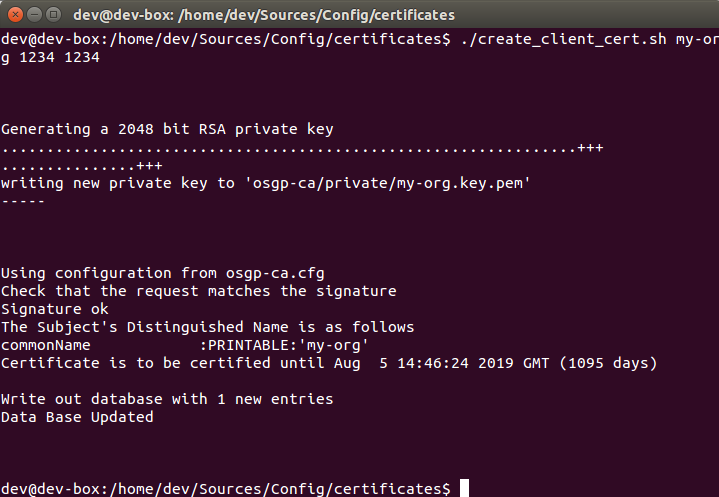 dev@dev-box: /home/dev/Sources/Config/certificates
dev@dev-box:/home/dev/Sources/Config/certificates$ ./create_client_cert.sh my-or
g 1234 1234
Generating a 2048 bit RSA private key
................................................................+++
...............+++
writing new private key to 'osgp-ca/private/my-org.key.pem'
-----
Using configuration from osgp-ca.cfg
Check that the request matches the signature
Signature ok
The Subject's Distinguished Name is as follows
commonName            :PRINTABLE:'my-org'
Certificate is to be certified until Aug  5 14:46:24 2019 GMT (1095 days)
Write out database with 1 new entries
Data Base Updated
dev@dev-box:/home/dev/Sources/Config/certificates$